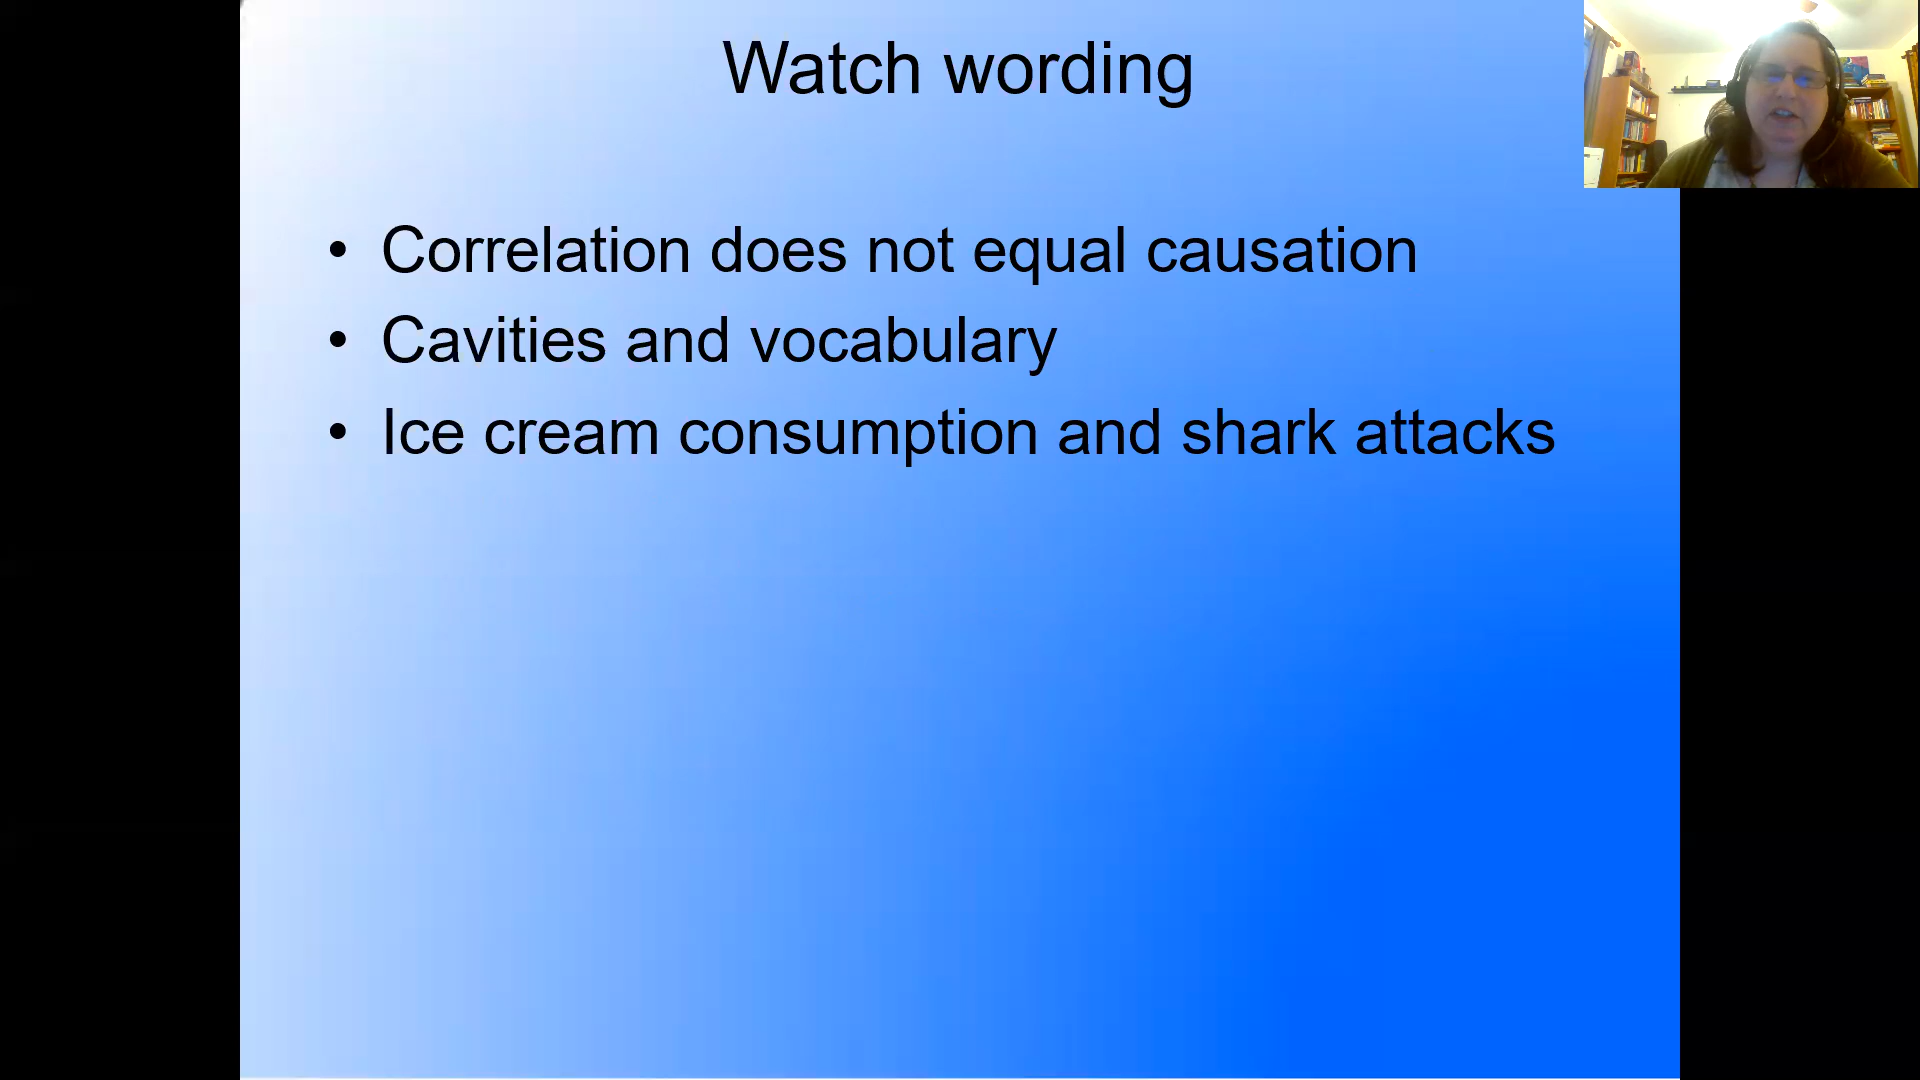 Watch wording
• Correlation does not equal causation
• Cavities and vocabulary
• Ice cream consumption and shark attacks